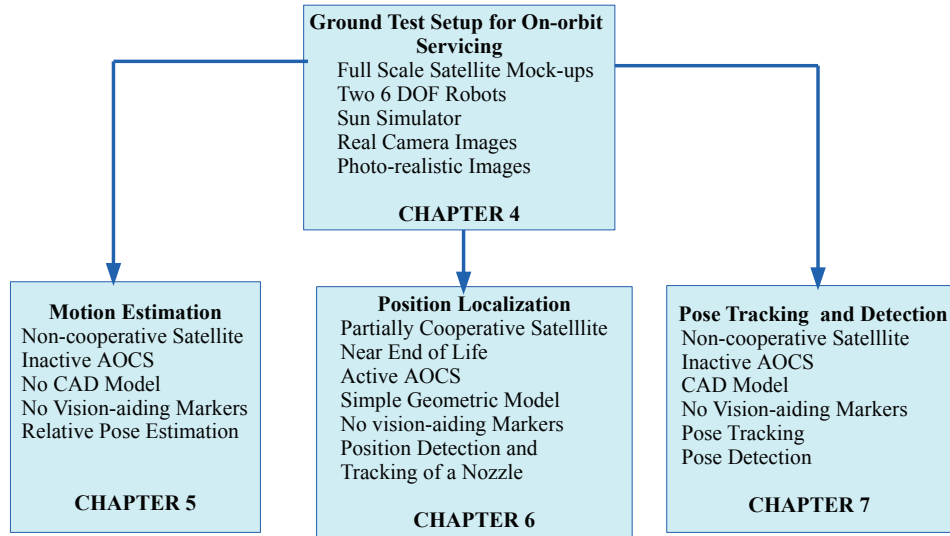 Ground Test Setup for On-orbit
Servicing
Full Scale Satellite Mock-ups
Two 6 DOF Robots
Sun Simulator
Real Camera Images
Photo-realistic Images
CHAPTER 4
Motion Estimation
Non-cooperative Satellite
Inactive AOCS
No CAD Model
No Vision-aiding Markers
Relative Pose Estimation
CHAPTER 5
Position Localization
Partially Cooperative Satelllite
Near End of Life
Active AOCS
Simple Geometric Model
No vision-aiding Markers
Position Detection and
Tracking of a Nozzle
CHAPTER 6
Pose Tracking and Detection
Non-cooperative Satelllite
Inactive AOCS
CAD Model
No Vision-aiding Markers
Pose Tracking
Pose Detection
CHAPTER 7